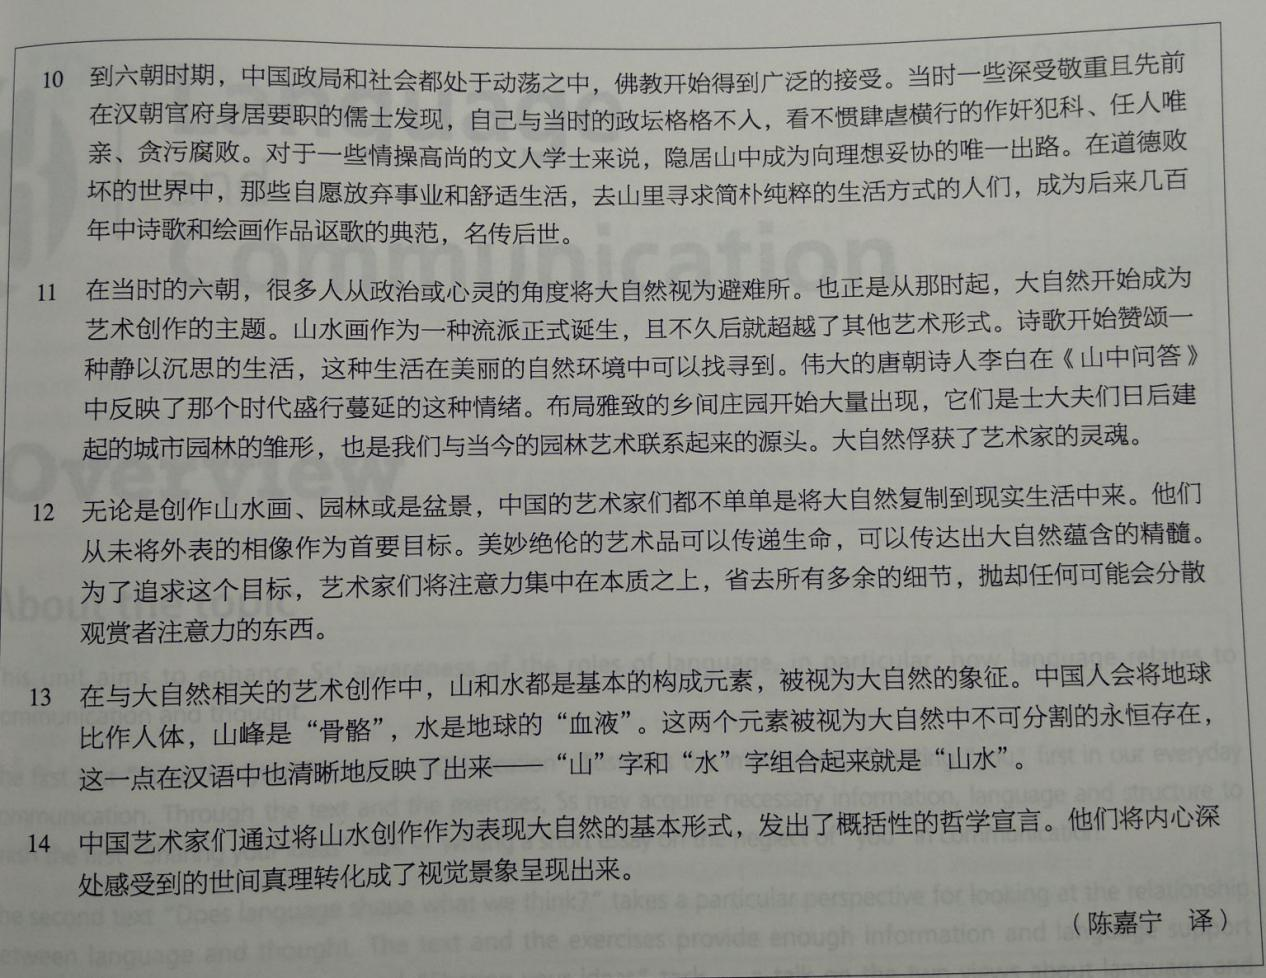 10 到六朝时期，中国政局和社会都处于动荡之中，佛教开始得到广泛的接受。当时一些深受敬重且先前
在汉朝官府身居要职的儒士发现，自己与当时的政坛格格不入，看不惯肆虐横行的作奸犯科、任人唯
亲、贪污腐败。对于一些情操高尚的文人学士来说，隐居山中成为向理想妥协的唯一出路。在道德败
坏的世界中，那些自愿放弃事业和舒适生活，去山里寻求简朴纯粹的生活方式的人们，成为后来几百
年中诗歌和绘画作品讴歌的典范，名传后世。
11 在当时的六朝，很多人从政治或心灵的角度将大自然视为避难所。也正是从那时起，大自然开始成为
艺术创作的主题。山水画作为一种流派正式诞生，且不久后就超越了其他艺术形式。诗歌开始赞颂一
种静以沉思的生活，这种生活在美丽的自然环境中可以找寻到。伟大的唐朝诗人李白在《山中问答》
中反映了那个时代盛行蔓延的这种情绪。布局雅致的乡间庄园开始大量出现，它们是士大夫们日后建
起的城市园林的雏形，也是我们与当今的园林艺术联系起来的源头。大自然俘获了艺术家的灵魂。
12 无论是创作山水画、园林或是盆景，中国的艺术家们都不单单是将大自然复制到现实生活中来。他们
从未将外表的相像作为首要目标。美妙绝伦的艺术品可以传递生命，可以传达出大自然蕴含的精髓。
为了追求这个目标，艺术家们将注意力集中在本质之上，省去所有多余的细节，抛却任何可能会分散
观赏者注意力的东西。
13 在与大自然相关的艺术创作中，山和水都是基本的构成元素，被视为大自然的象征。中国人会将地球
比作人体，山峰是“骨骼”，水是地球的“血液”。这两个元素被视为大自然中不可分割的永恒存在，
这一点在汉语中也清晰地反映了出来——“山”字和“水”字组合起来就是“山水”。
14 中国艺术家们通过将山水创作作为表现大自然的基本形式，发出了概括性的哲学宣言。他们将内心深
处感受到的世间真理转化成了视觉景象呈现出来。
（陈嘉宁 译）